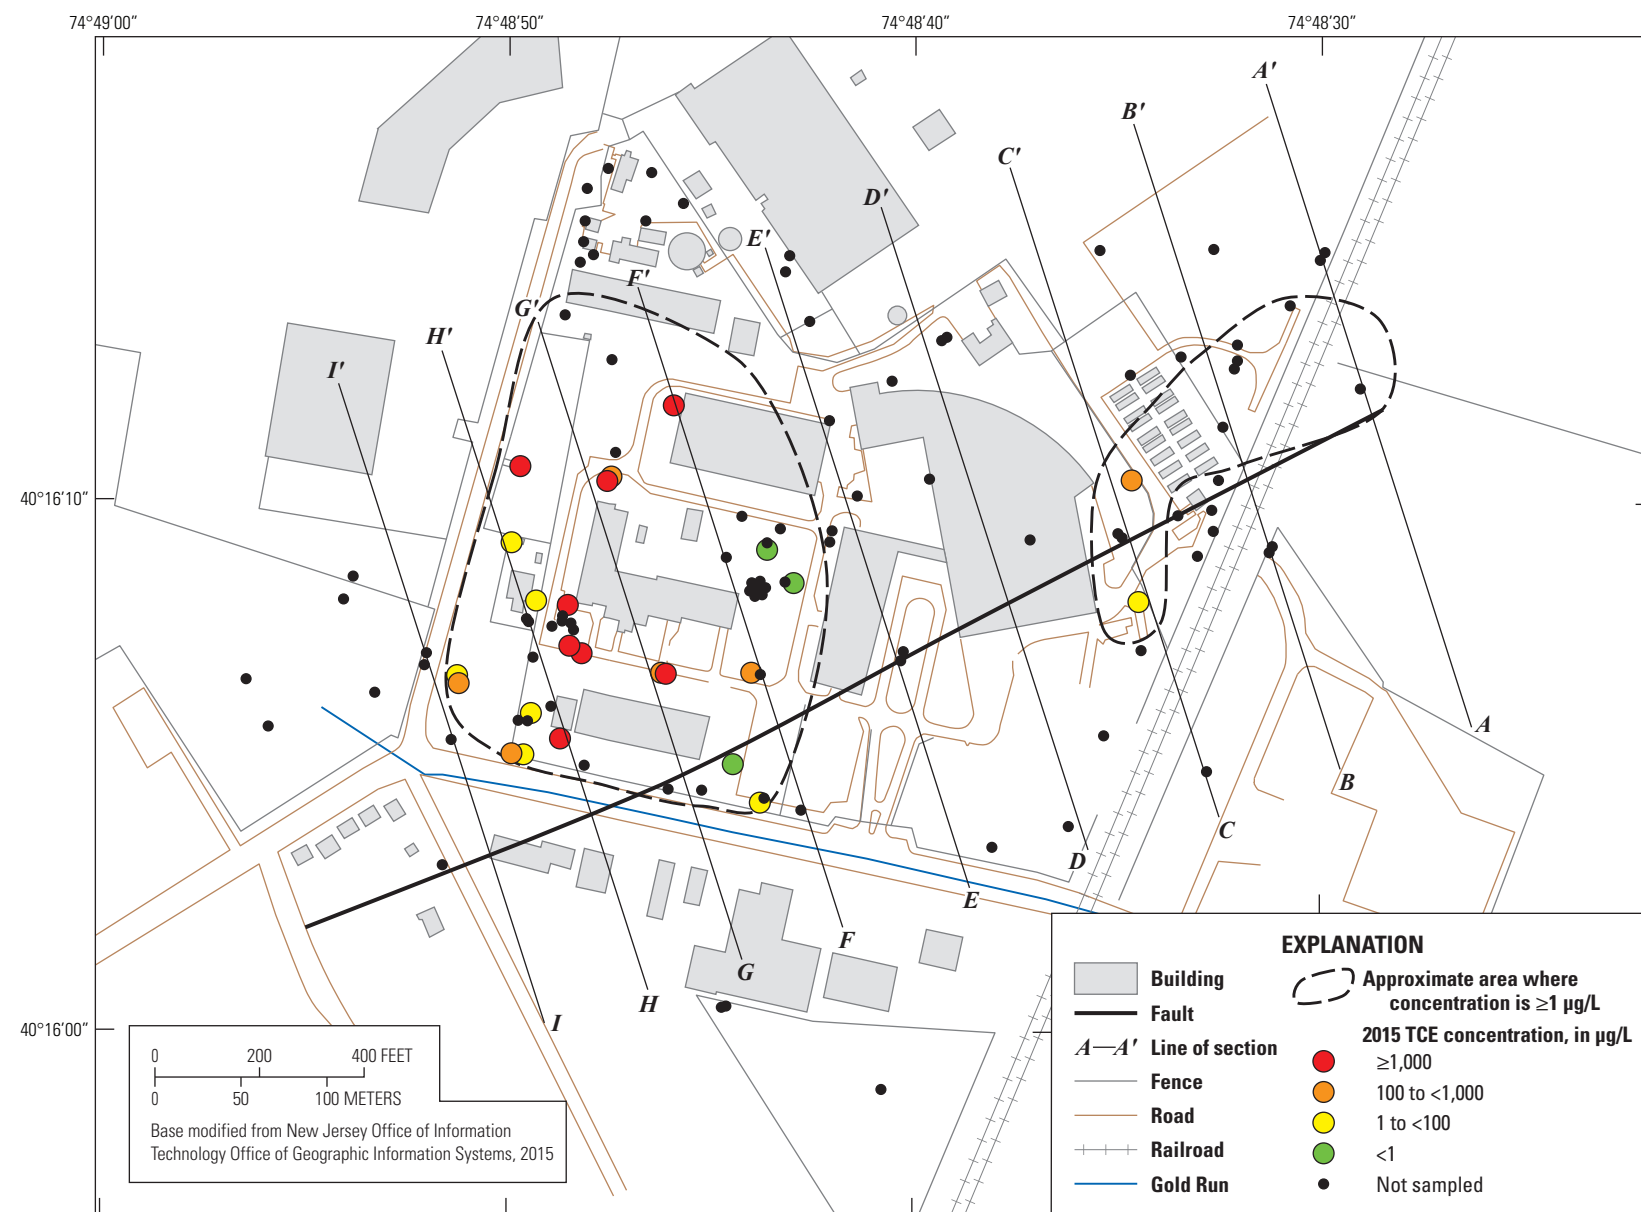 74°49′00″
74°48′50″
74°48′40″
74°48′30″
A′
B′
C′
D′
E′
F′
G′
H′
I′
40°16′10″
A
B
C
D
E
F
G
H
I
40°16′00″
0 200 400 FEET
0 50 100 METERS
Base modified from New Jersey Office of Information
Technology Office of Geographic Information Systems, 2015
EXPLANATION
Building
Fault
A—A′ Line of section
Fence
Road
Railroad
Gold Run
Approximate area where
concentration is ≥1 µg/L
2015 TCE concentration, in µg/L
≥1,000
100 to <1,000
1 to <100
<1
Not sampled